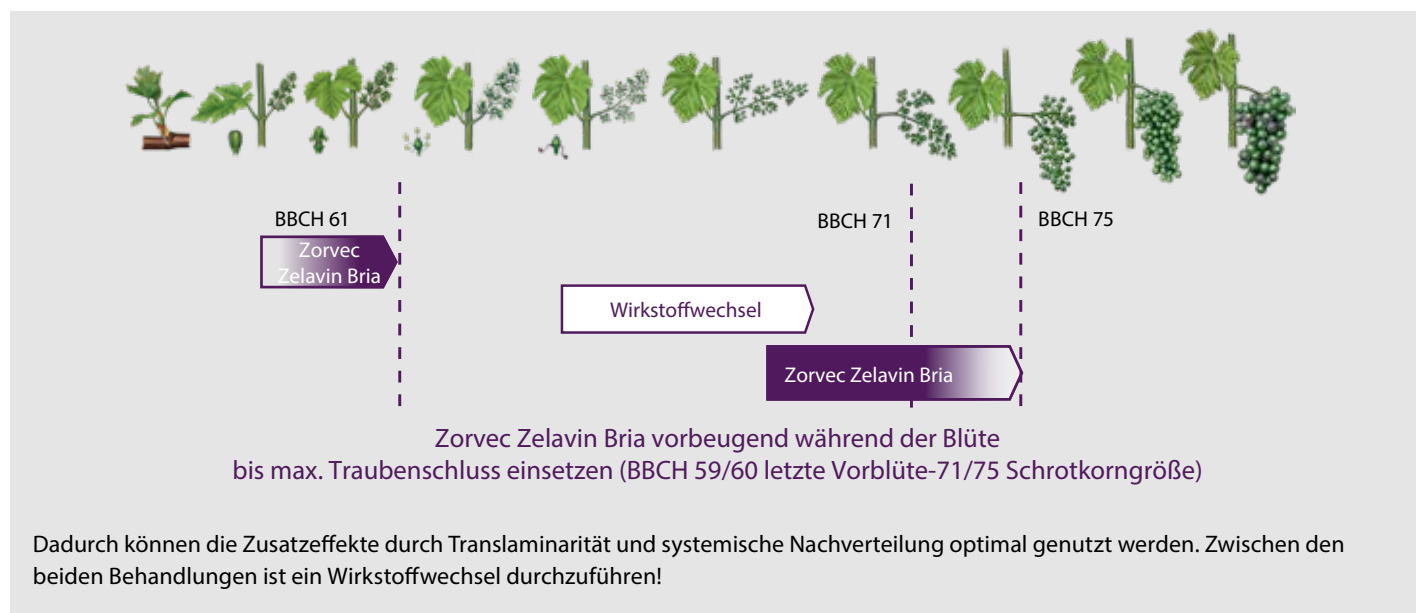 BBCH 61
BBCH 71
BBCH 75
Zorvec
Zelavin Bria
Wirkstoffwechsel
Zorvec Zelavin Bria
Zorvec Zelavin Bria vorbeugend während der Blüte
bis max. Traubenschluss einsetzen (BBCH 59/60 letzte Vorblüte-71/75 Schrotkorngröße)
Dadurch können die Zusatzeffekte durch Translaminarität und systemische Nachverteilung optimal genutzt werden. Zwischen den
beiden Behandlungen ist ein Wirkstoffwechsel durchzuführen!